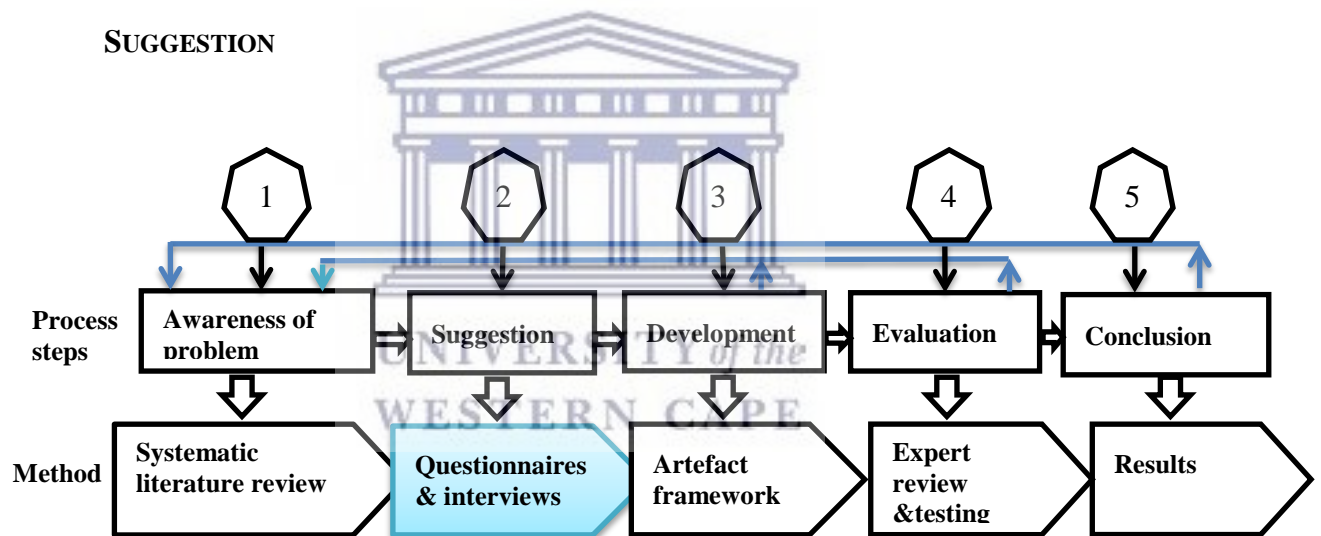 SUGGESTION
1 2 3 4 5
Process steps
Awareness of problem
Suggestion
Development
Evaluation
Conclusion
UNIVERSITY of the
WESTERN CAPE
Method
Systematic
literature review
Questionnaires
& interviews
Artefact
framework
Expert
review
&testing
Results